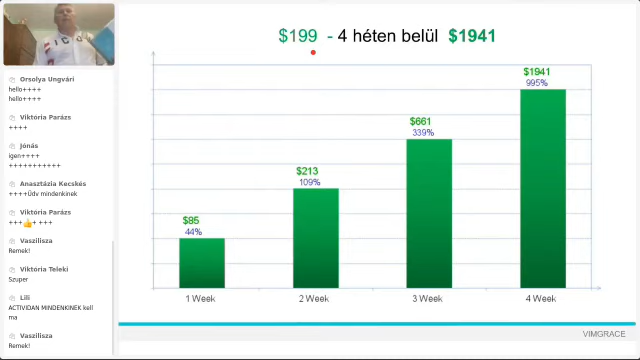 $199 - 4 héten belül $1941
Orsolya Ungvári
hello++++
hello++++
Viktória Parázs
++++
Jónás
igen++++
+++++++++++
Anasztázia Kecskés
++++Üdv mindenkinek
Viktória Parázs
+++👍+ +++
Vaszilisza
Remek!
Viktória Teleki
Szuper
Lili
ACTIVIDAN MINDENKINEK kell
ma
Vaszilisza
Remek!
$85
44%
$213
109%
$661
339%
$1941
995%
1 Week
2 Week
3 Week
4 Week
VIMGRACE